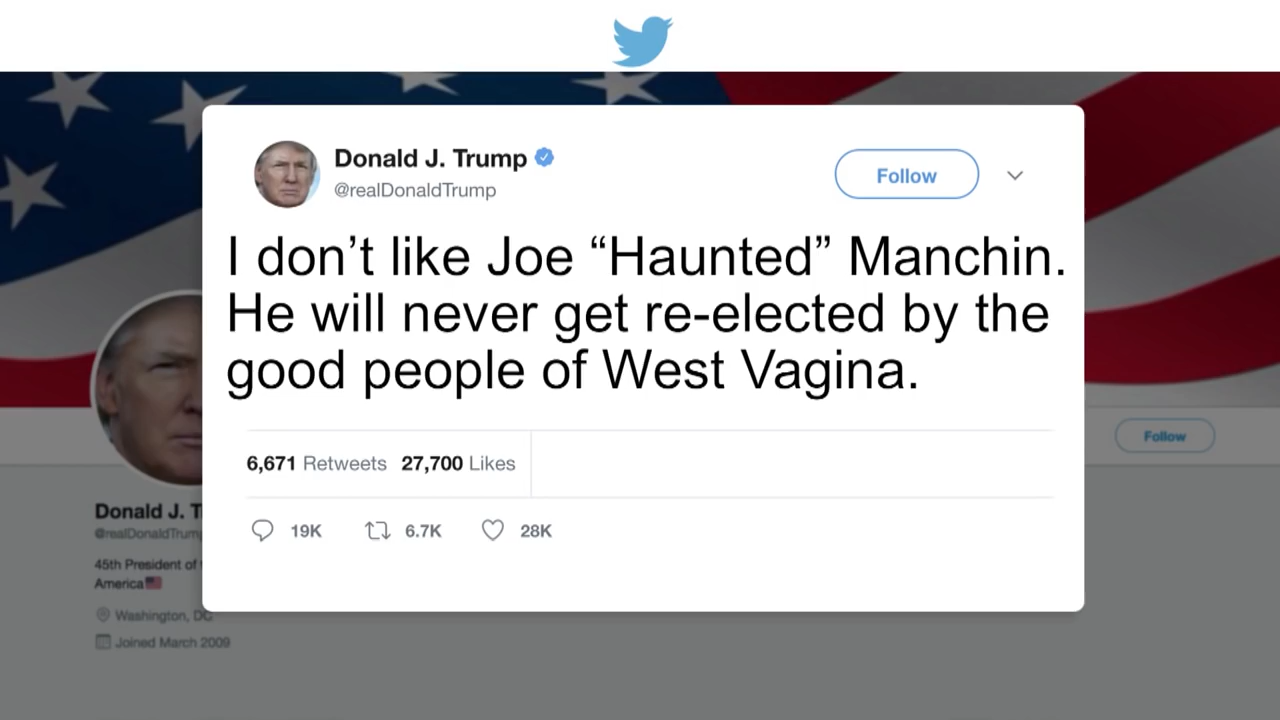 Donald J. Trump
@realDonaldTrump
Follow
I don’t like Joe “Haunted” Manchin.
He will never get re-elected by the
good people of West Vagina.
6,671 Retweets 27,700 Likes
19K 6.7K 28K
Follow
Donald J. T
@realDonaldTrum
45th President of
America
Washington, DC
Joined March 2009